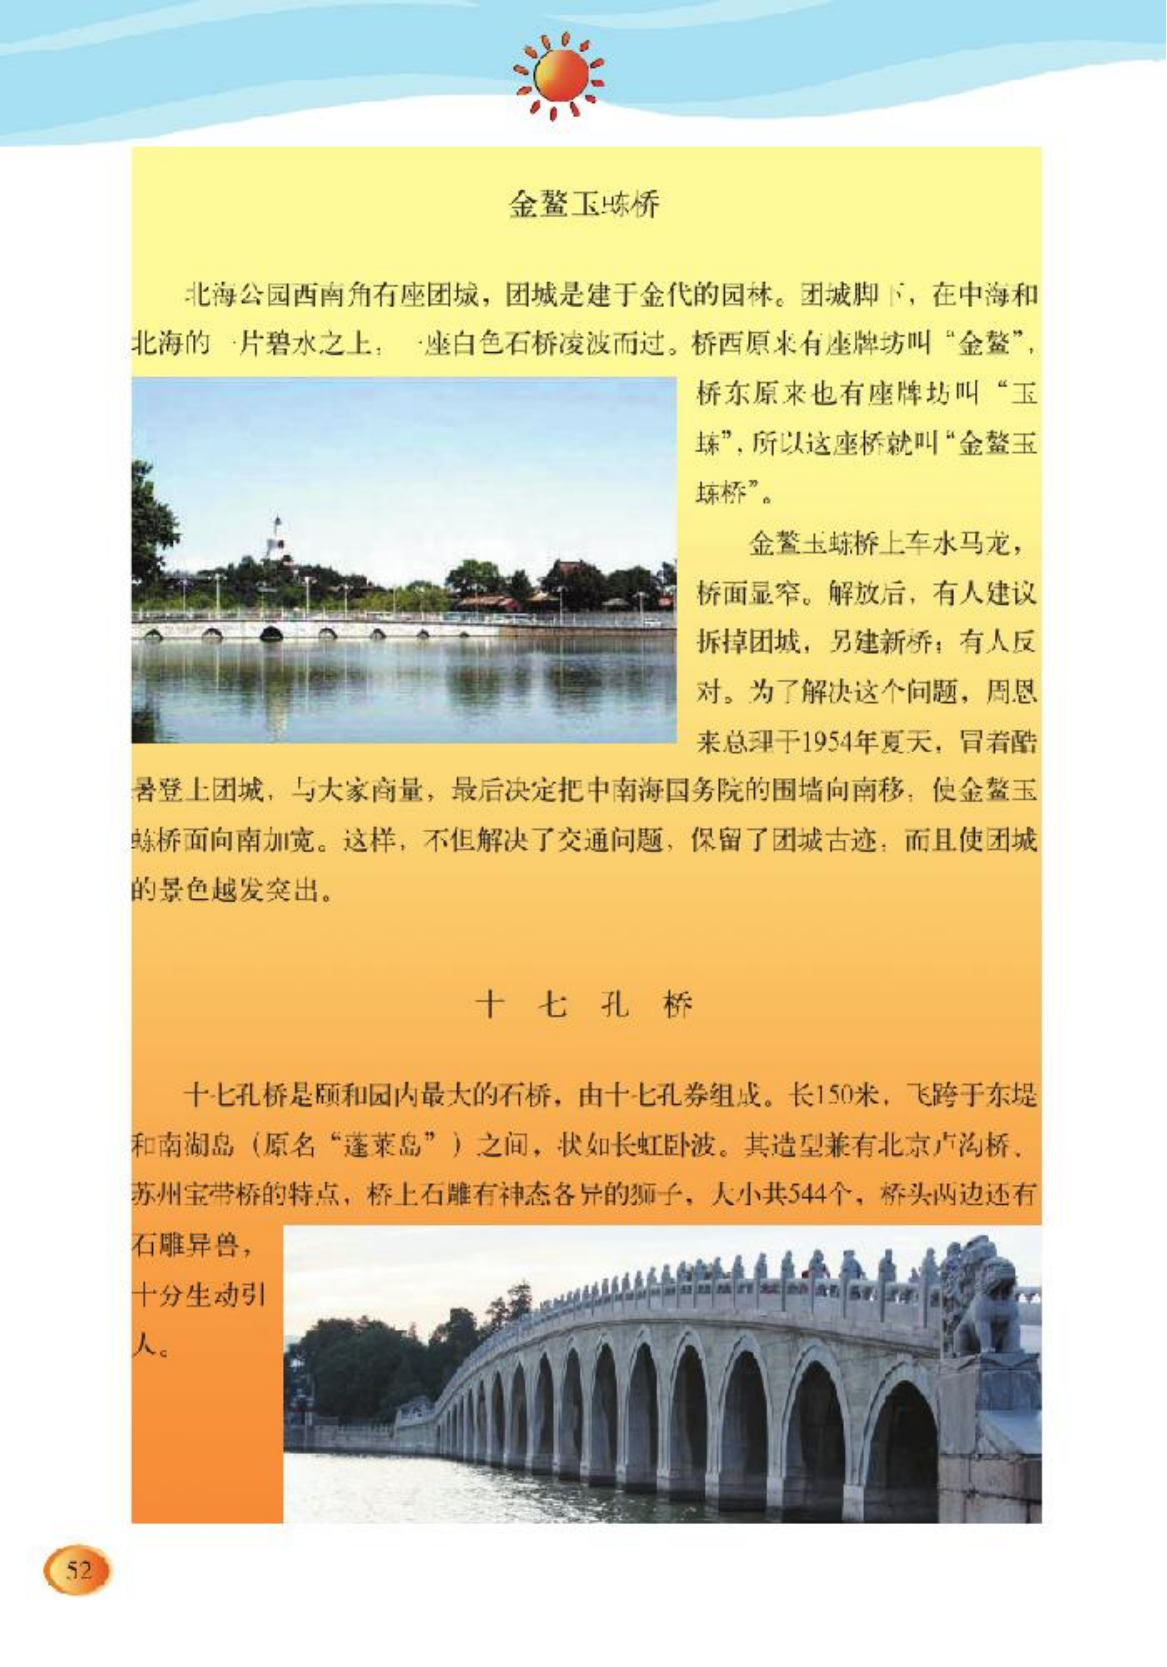 金鳌玉蝀桥
北海公园西南角有座团城，团城是建于金代的园林。团城脚下，在中海和
北海的一片碧水之上，一座白色石桥凌波而过。桥西原来有座牌坊叫“金鳌”，
桥东原来也有座牌坊叫“玉
蝀”，所以这座桥就叫“金鳌玉
蝀桥”。
金鳌玉蝀桥上车水马龙，
桥面显窄。解放后，有人建议
拆掉团城，另建新桥；有人反
对。为了解决这个问题，周恩
来总理于1954年夏天，冒着酷
暑登上团城，与大家商量，最后决定把中南海国务院的围墙向南移，使金鳌玉
蝀桥面向南加宽。这样，不但解决了交通问题，保留了团城古迹，而且使团城
的景色越发突出。
十七孔桥
十七孔桥是颐和园内最大的石桥，由十七孔券组成。长150米，飞跨于东堤
和南湖岛（原名“蓬莱岛”）之间，状如长虹卧波。其造型兼有北京卢沟桥、
苏州宝带桥的特点，桥上石雕有神态各异的狮子，大小共544个，桥头两边还有
石雕异兽，
十分生动引
人。
52